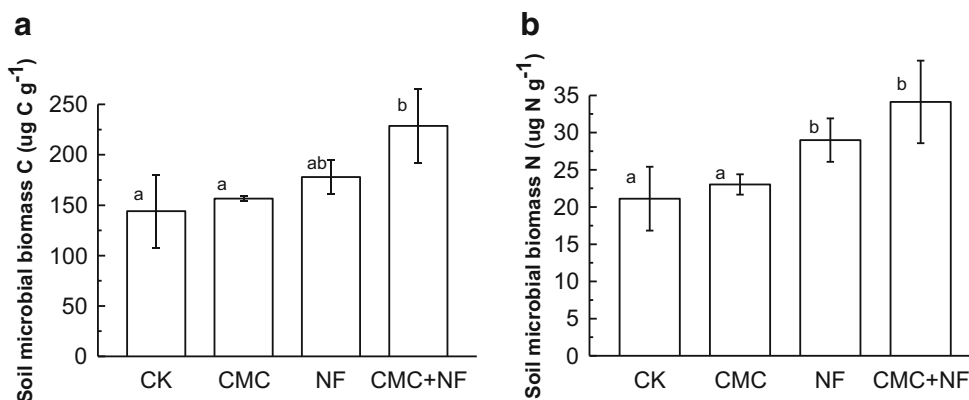 a
Soil microbial biomass C (ug C g-1)
250
200
150
100
50
0
a
a
ab
b
CK CMC NF CMC+NF
b
Soil microbial biomass N (ug N g-1)
35
30
25
20
15
10
5
0
a
a
b
b
CK CMC NF CMC+NF